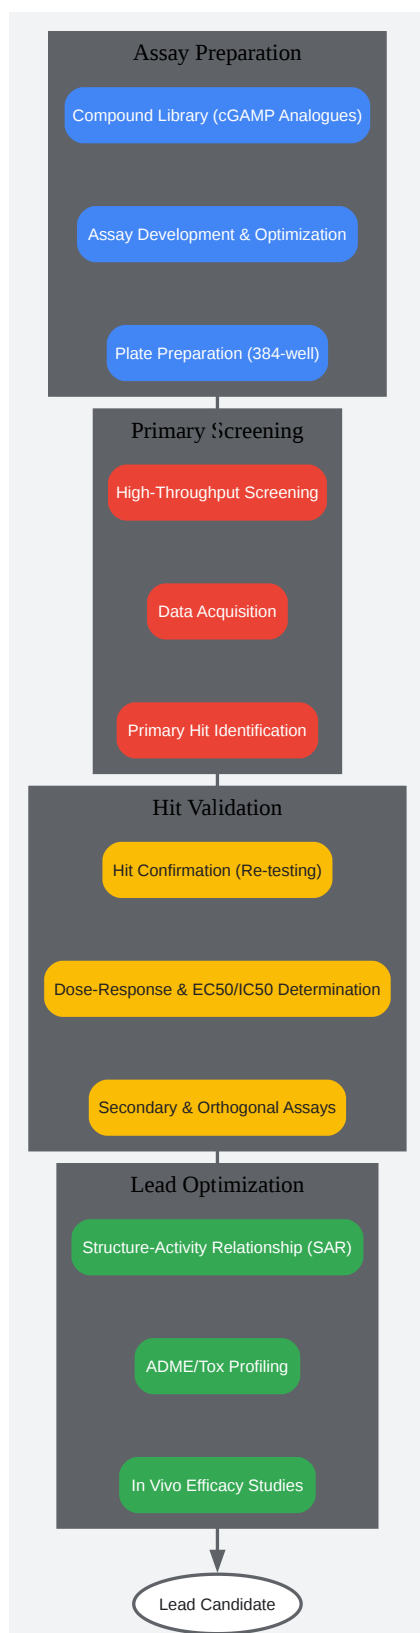 Assay Preparation
Compound Library (cGAMP Analogues)
Assay Development & Optimization
Plate Preparation (384-well)
Primary Screening
High-Throughput Screening
Data Acquisition
Primary Hit Identification
Hit Validation
Hit Confirmation (Re-testing)
Dose-Response & EC50/IC50 Determination
Secondary & Orthogonal Assays
Lead Optimization
Structure-Activity Relationship (SAR)
ADME/Tox Profiling
In Vivo Efficacy Studies
Lead Candidate